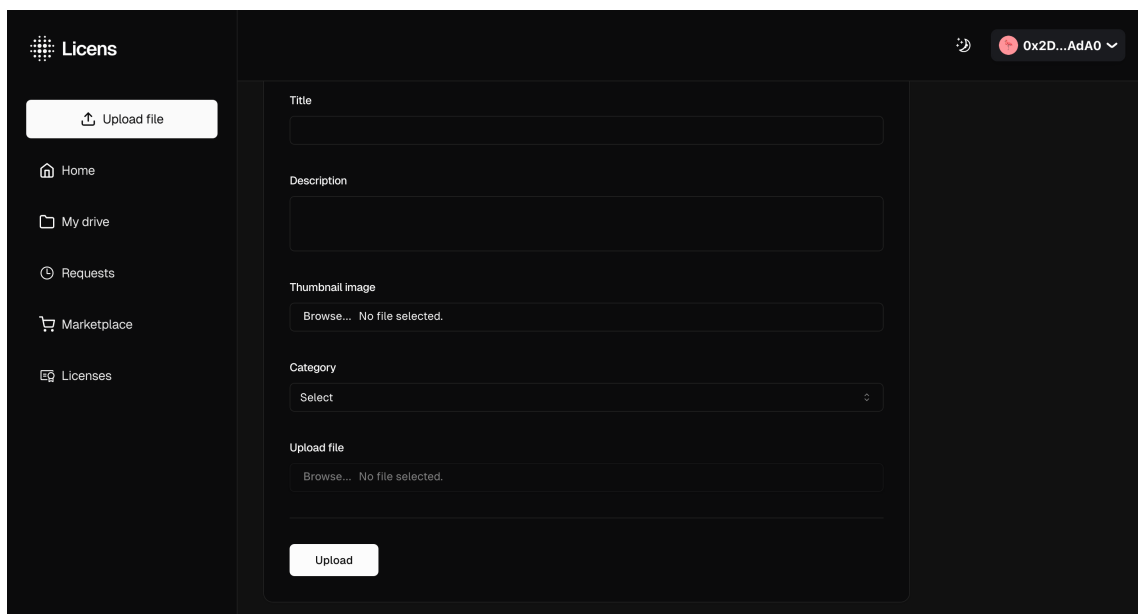 Licens
0x2D...AdA0
Upload file
Home
My drive
Requests
Marketplace
Licenses
Title
Description
Thumbnail image
Browse... No file selected.
Category
Select
Upload file
Browse... No file selected.
Upload